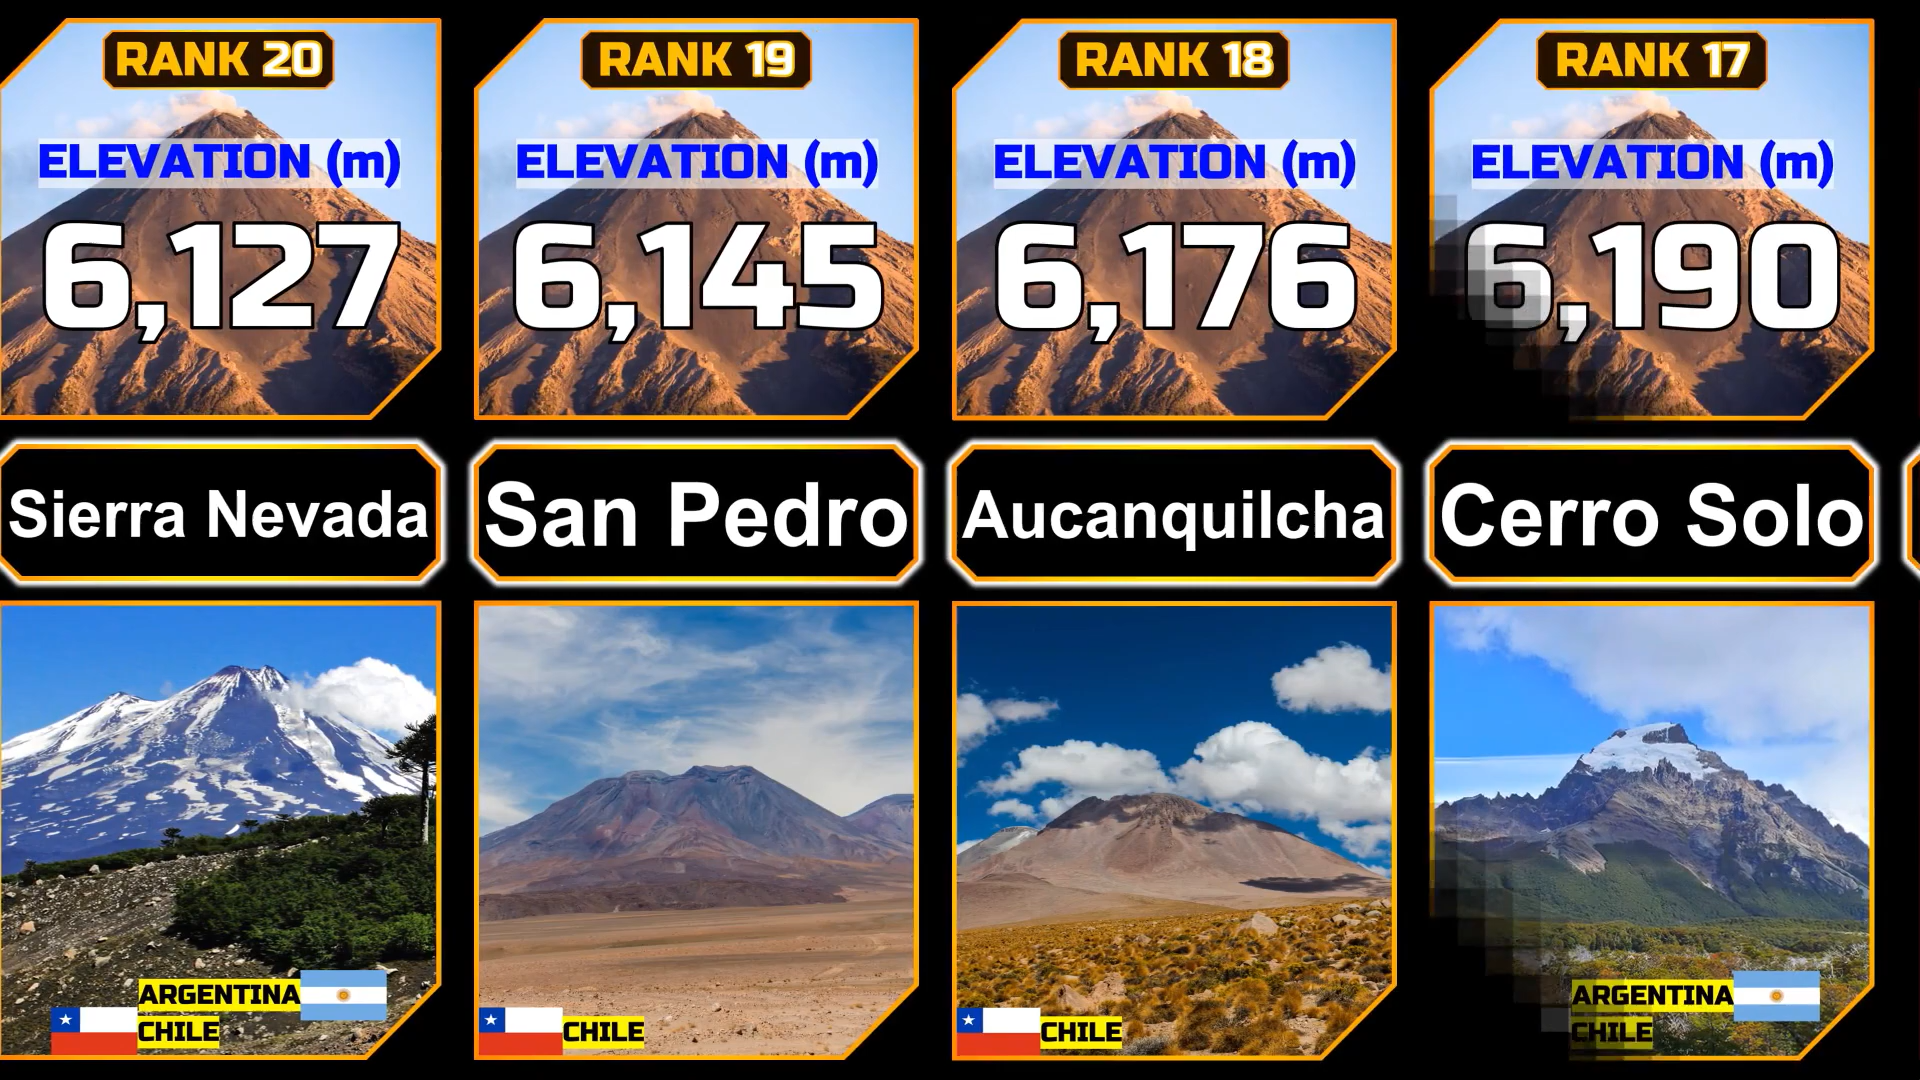 RANK 20
ELEVATION (m)
6,127
Sierra Nevada
ARGENTINA
CHILE
RANK 19
ELEVATION (m)
6,145
San Pedro
CHILE
RANK 18
ELEVATION (m)
6,176
Aucanquilcha
CHILE
RANK 17
ELEVATION (m)
6,190
Cerro Solo
ARGENTINA
CHILE